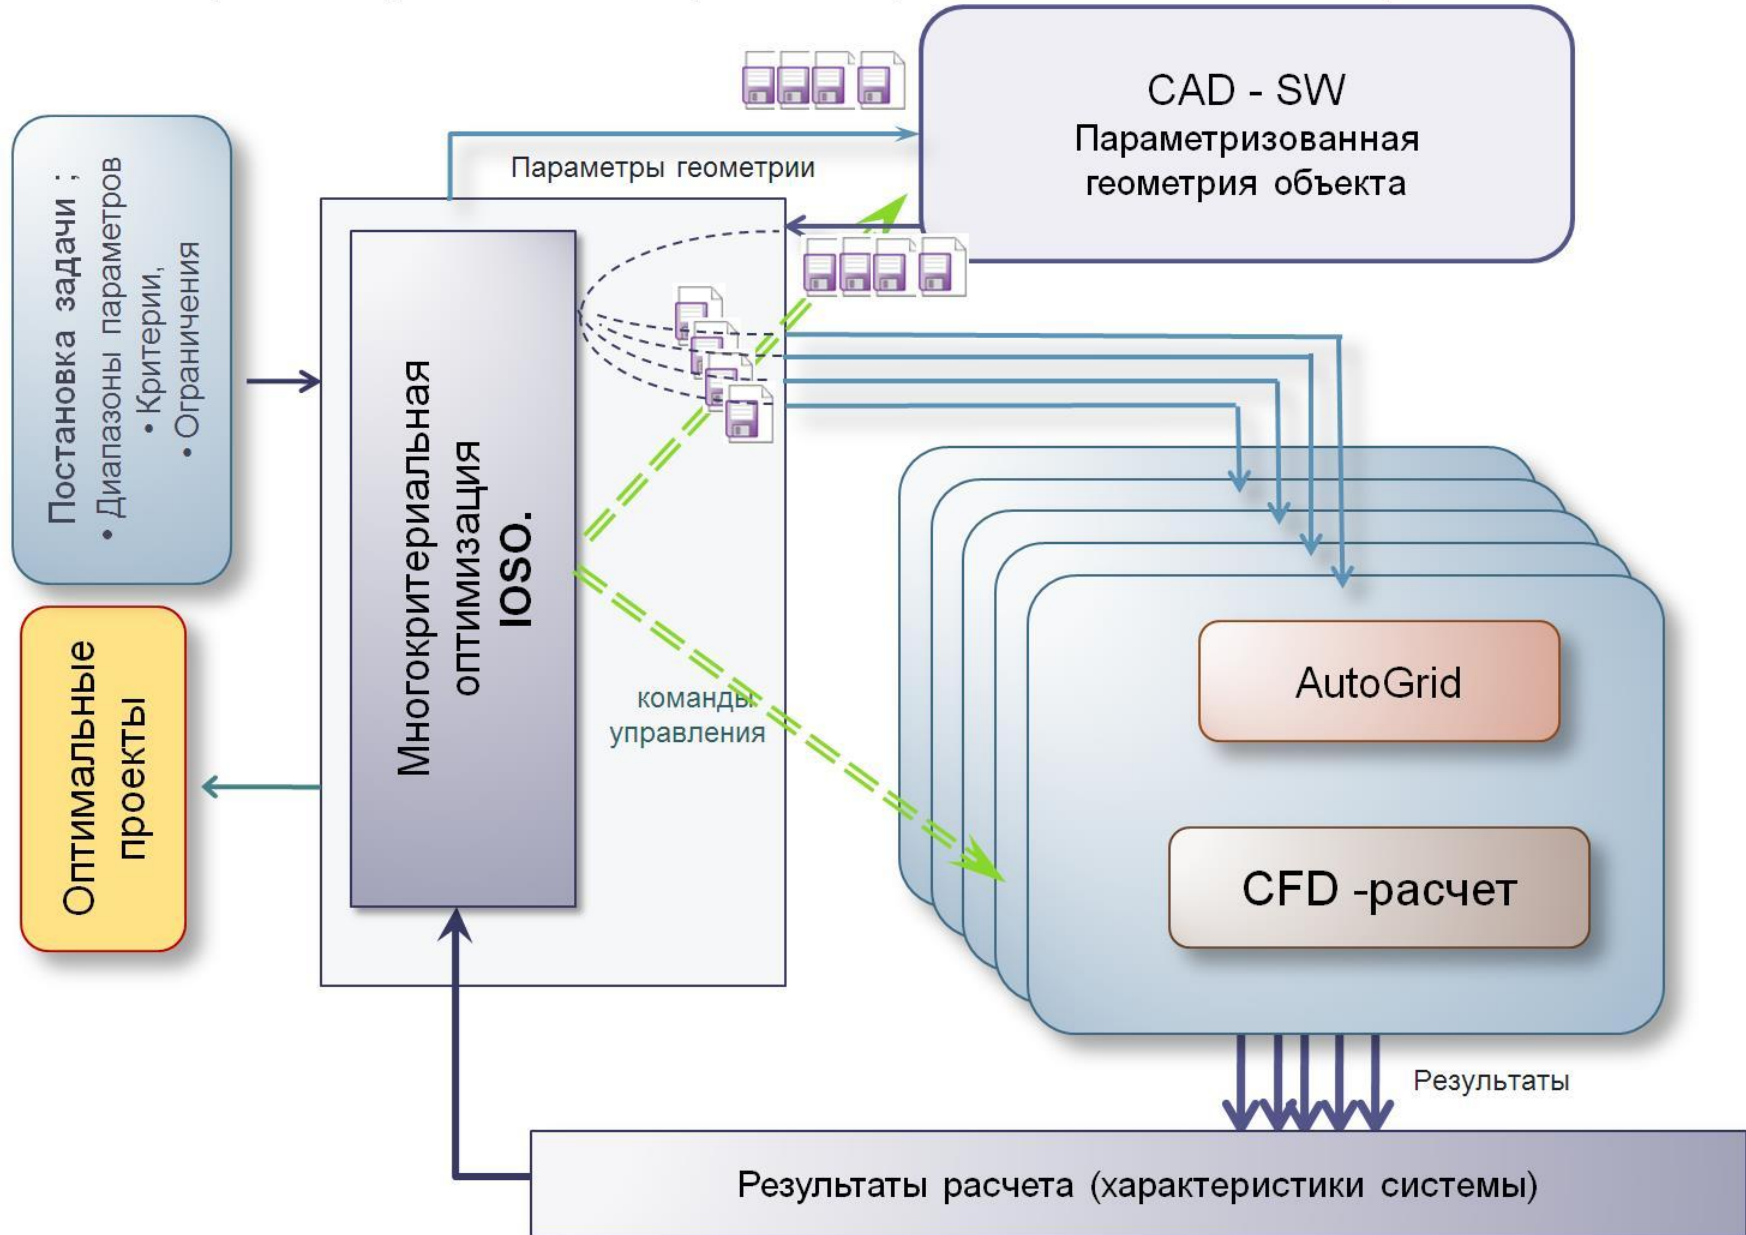 CAD - SW
Параметризованная
геометрия объекта
Параметры геометрии
Постановка задачи ;
• Диапазоны параметров
• Критерии,
• Ограничения
Многокритериальная
оптимизация
IOSO.
команды
управления
Оптимальные
проекты
AutoGrid
CFD -расчет
Результаты
Результаты расчета (характеристики системы)